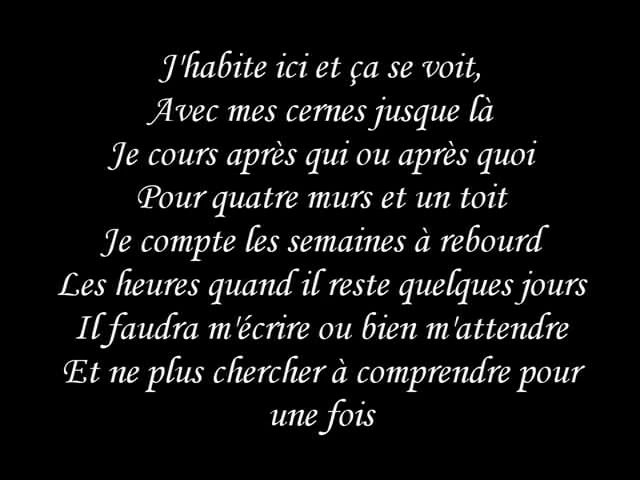 J'habite ici et ça se voit,
Avec mes cernes jusque là
Je cours après qui ou après quoi
Pour quatre murs et un toit
Je compte les semaines à rebourd
Les heures quand il reste quelques jours
Il faudra m'écrire ou bien m'attendre
Et ne plus chercher à comprendre pour
une fois